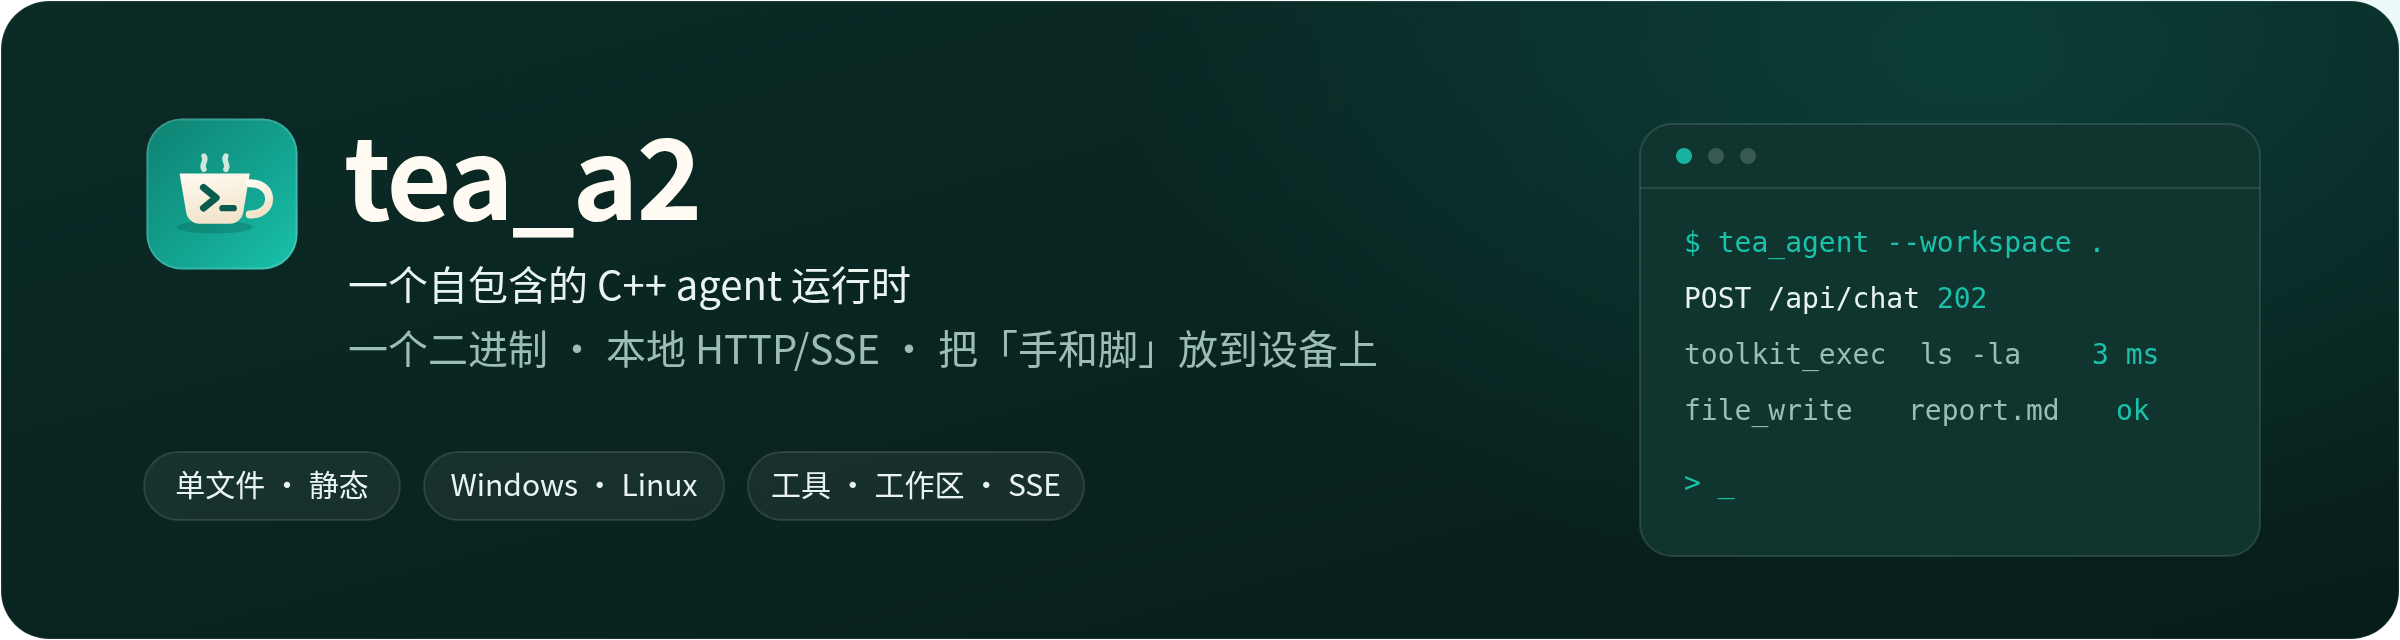 tea_a2
一个自包含的 C++ agent 运行时
一个二进制 · 本地 HTTP/SSE · 把「手和脚」放到设备上
单文件 · 静态
Windows · Linux
工具 · 工作区 · SSE
$ tea_agent --workspace .
POST /api/chat 202
toolkit_exec ls -la 3 ms
file_write report.md ok
> _